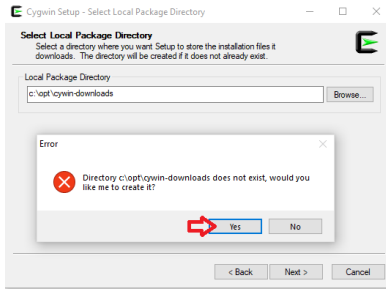 Cygwin Setup - Select Local Package Directory
Select Local Package Directory
Select a directory where you want Setup to store the installation files it
downloads. The directory will be created if it does not already exist.
Local Package Directory
c:\opt\cywin-downloads
Browse...
Error
Directory c:\opt\cywin-downloads does not exist, would you
like me to create it?
Yes
No
< Back
Next >
Cancel